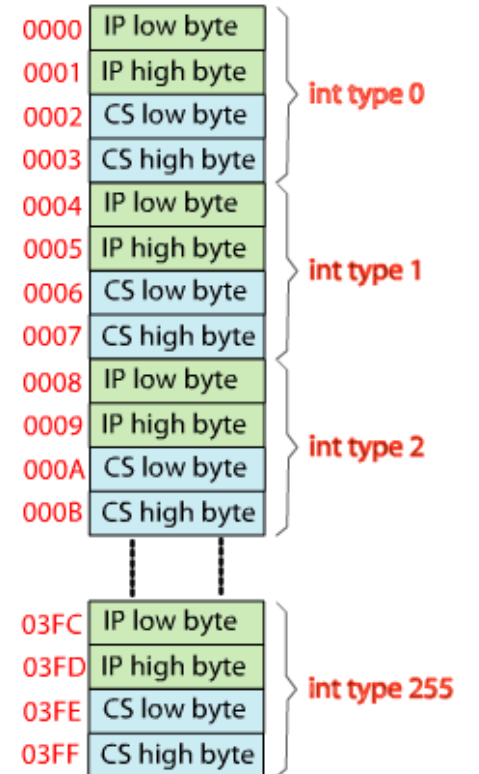 0000 IP low byte
0001 IP high byte
int type 0
0002 CS low byte
0003 CS high byte
0004 IP low byte
0005 IP high byte
int type 1
0006 CS low byte
0007 CS high byte
0008 IP low byte
0009 IP high byte
int type 2
000A CS low byte
000B CS high byte
03FC IP low byte
03FD IP high byte
int type 255
03FE CS low byte
03FF CS high byte